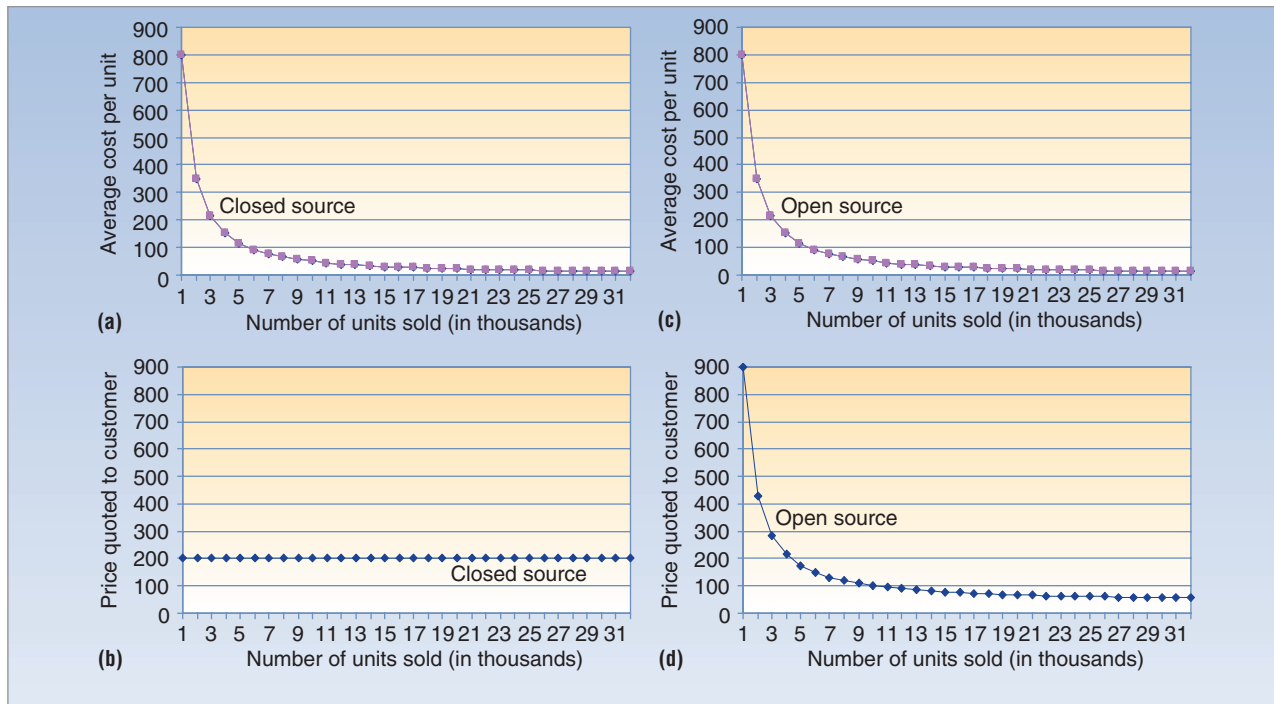 900
800
700
600
500
400
300
200
100
0
Average cost per unit
Closed source
1 3 5 7 9 11 13 15 17 19 21 23 25 27 29 31
(a) Number of units sold (in thousands)
900
800
700
600
500
400
300
200
100
0
Average cost per unit
Open source
1 3 5 7 9 11 13 15 17 19 21 23 25 27 29 31
(c) Number of units sold (in thousands)
900
800
700
600
500
400
300
200
100
0
Price quoted to customer
Closed source
1 3 5 7 9 11 13 15 17 19 21 23 25 27 29 31
(b) Number of units sold (in thousands)
900
800
700
600
500
400
300
200
100
0
Price quoted to customer
Open source
1 3 5 7 9 11 13 15 17 19 21 23 25 27 29 31
(d) Number of units sold (in thousands)